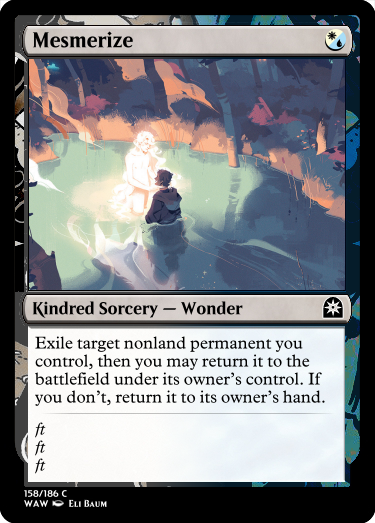 Mesmerize
Kindred Sorcery — Wonder
Exile target nonland permanent you
control, then you may return it to the
battlefield under its owner's control. If
you don't, return it to its owner's hand.
ft
ft
ft
158/186 C
WAW Eli Baum